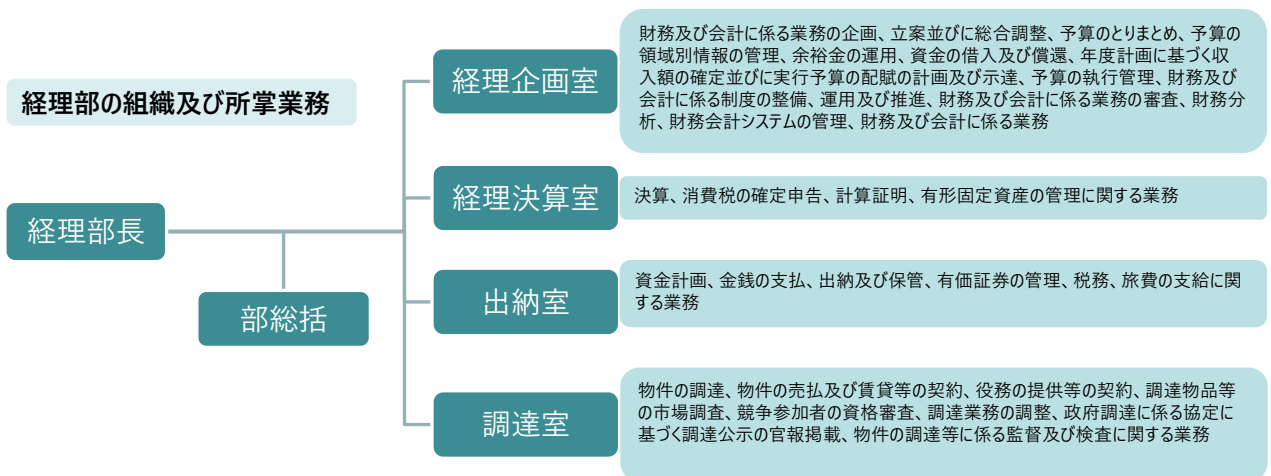 経理部の組織及び所掌業務
経理部長
部総括
経理企画室
財務及び会計に係る業務の企画、立案並びに総合調整、予算のとりまとめ、予算の
領域別情報の管理、余裕金の運用、資金の借入及び償還、年度計画に基づく収
入額の確定並びに実行予算の配賦の計画及び示達、予算の執行管理、財務及び
会計に係る制度の整備、運用及び推進、財務及び会計に係る業務の審査、財務分
析、財務会計システムの管理、財務及び会計に係る業務
経理決算室
決算、消費税の確定申告、計算証明、有形固定資産の管理に関する業務
出納室
資金計画、金銭の支払、出納及び保管、有価証券の管理、税務、旅費の支給に関
する業務
調達室
物件の調達、物件の売払及び賃貸等の契約、役務の提供等の契約、調達物品等
の市場調査、競争参加者の資格審査、調達業務の調整、政府調達に係る協定に
基づく調達公示の官報掲載、物件の調達等に係る監督及び検査に関する業務